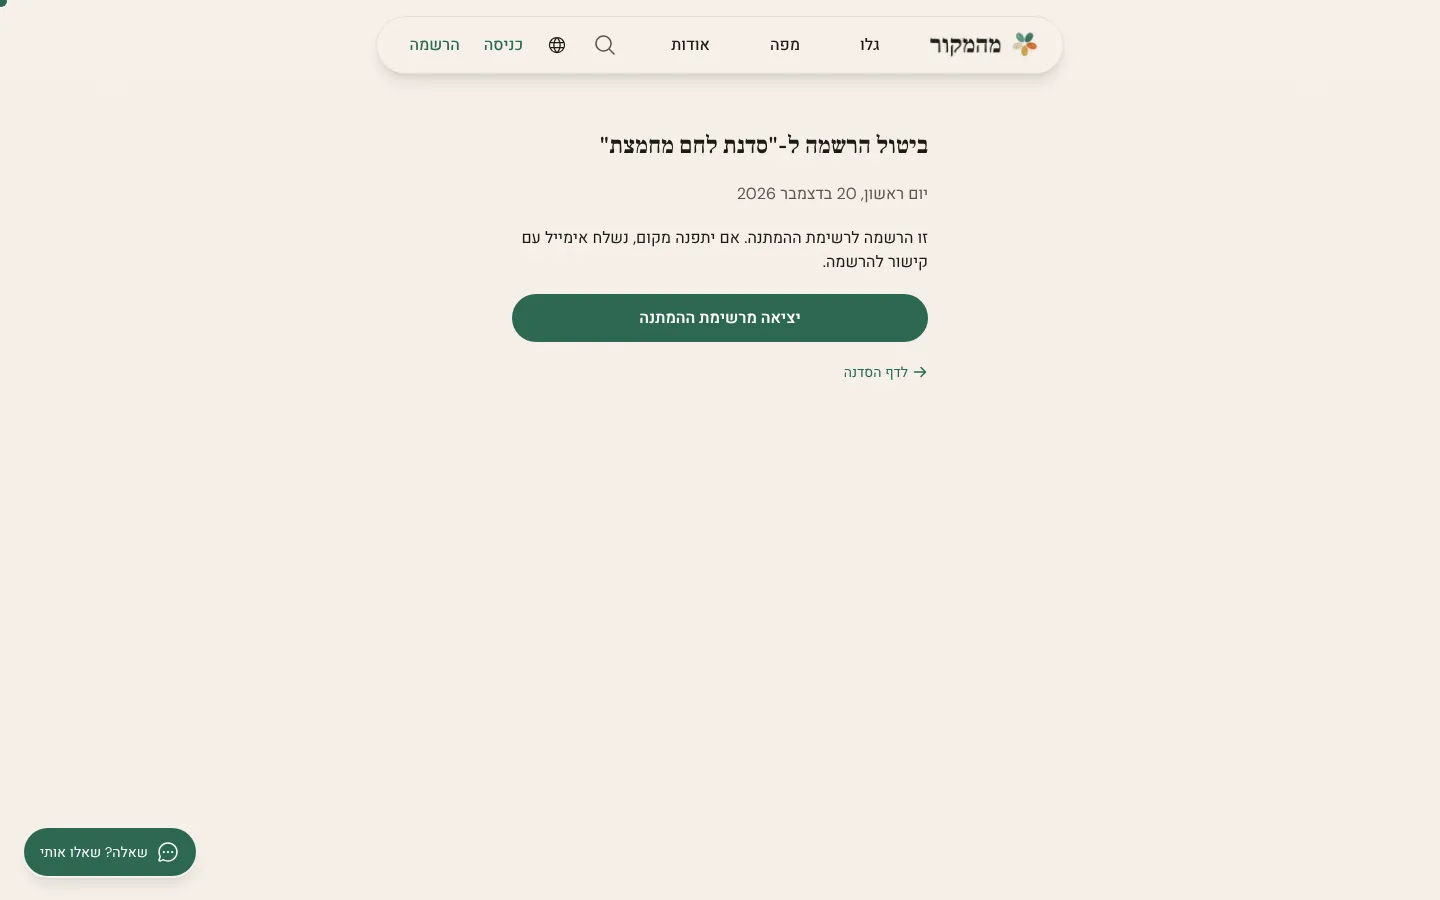 מהמקור
גלו
מפה
אודות
כניסה
הרשמה
ביטול הרשמה ל-"סדנת לחם מחמצת"
יום ראשון, 20 בדצמבר 2026
זו הרשמה לרשימת ההמתנה. אם יתפנה מקום, נשלח אימייל עם
קישור להרשמה.
יציאה מרשימת ההמתנה
→ לדף הסדנה
שאלה? שאלו אותי